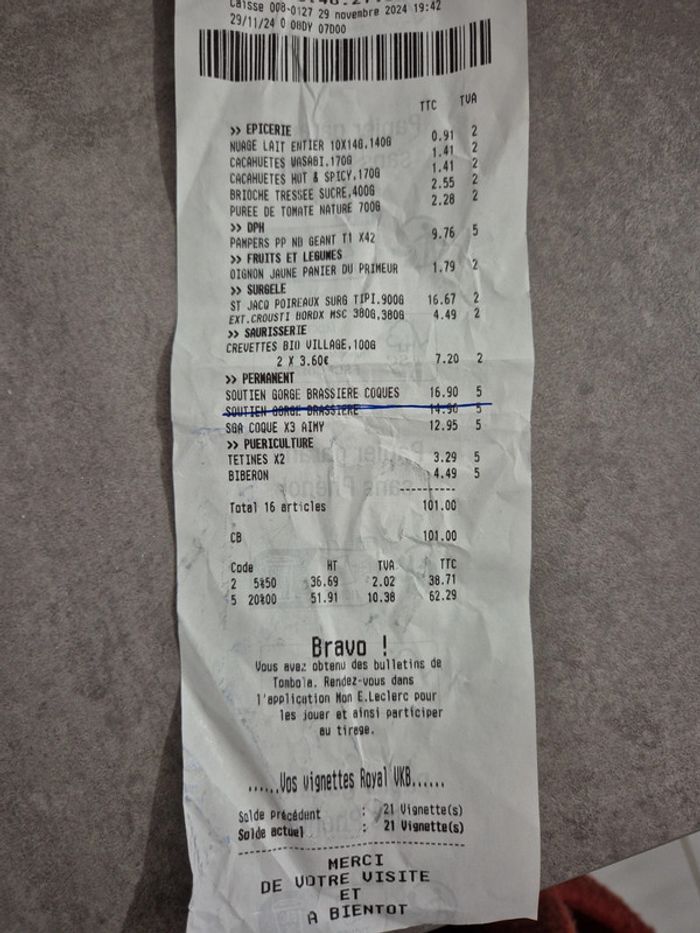 Caisse 008-0127 29 novembre 2024 19:42
29/11/24 0 08DY 07D00
TTC TVA
>> EPICERIE
NUAGE LAIT ENTIER 10X14G,140G 0.91 2
CACAHUETES WASABI,170G 1.41 2
CACAHUETES HOT & SPICY,170G 1.41 2
BRIOCHE TRESSEE SUCRE,400G 2.55 2
PUREE DE TOMATE NATURE 700G 2.28 2
>> DPH
PAMPERS PP NB GEANT T1 X42 9.76 5
>> FRUITS ET LEGUMES
OIGNON JAUNE PANIER DU PRIMEUR 1.79 2
>> SURGELE
ST JACQ POIREAUX SURG TIPI.900G 16.67 2
EXT.CROUSTI BORDX MSC 380G,380G 4.49 2
>> SAURISSERIE
CREVETTES BIO VILLAGE,100G
2 X 3.60€ 7.20 2
>> PERMANENT
SOUTIEN GORGE BRASSIERE COQUES 16.90 5
SOUTIEN GORGE BRASSIERE 14.90 5
SGA COQUE X3 AIMY 12.95 5
>> PUERICULTURE
TETINES X2 3.29 5
BIBERON 4.49 5
Total 16 articles 101.00
CB 101.00
Code HT TVA TTC
2 5%50 36.69 2.02 38.71
5 20%00 51.91 10.38 62.29
Bravo !
Vous avez obtenu des bulletins de
Tombola. Rendez-vous dans
l'application Mon E.Leclerc pour
les jouer et ainsi participer
au tirage.
......Vos vignettes Royal VKB......
Solde précédent : 21 Vignette(s)
Solde actuel : 21 Vignette(s)
MERCI
DE VOTRE VISITE
ET
A BIENTOT